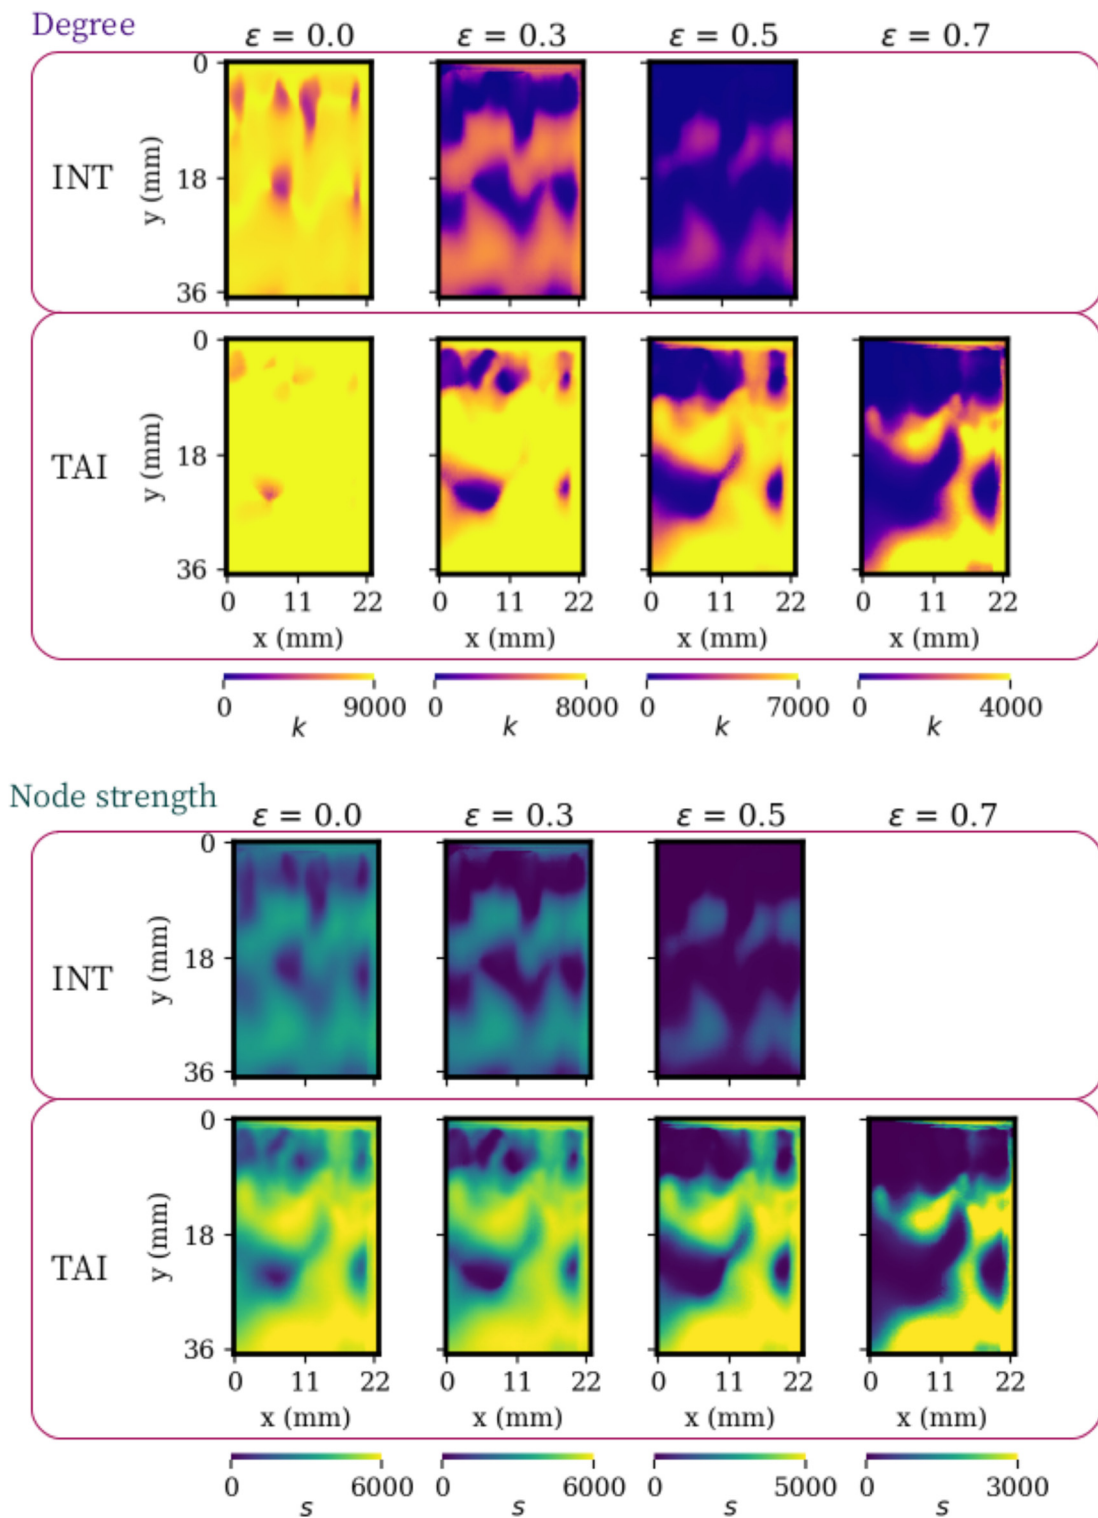 Degree
ε = 0.0 ε = 0.3 ε = 0.5 ε = 0.7
0
INT
y (mm)
18
36
0
TAI
y (mm)
18
36
0 11 22 0 11 22 0 11 22 0 11 22
x (mm) x (mm) x (mm) x (mm)
0 9000 0 8000 0 7000 0 4000
k k k k
Node strength
ε = 0.0 ε = 0.3 ε = 0.5 ε = 0.7
0
INT
y (mm)
18
36
0
TAI
y (mm)
18
36
0 11 22 0 11 22 0 11 22 0 11 22
x (mm) x (mm) x (mm) x (mm)
0 6000 0 6000 0 5000 0 3000
s s s s